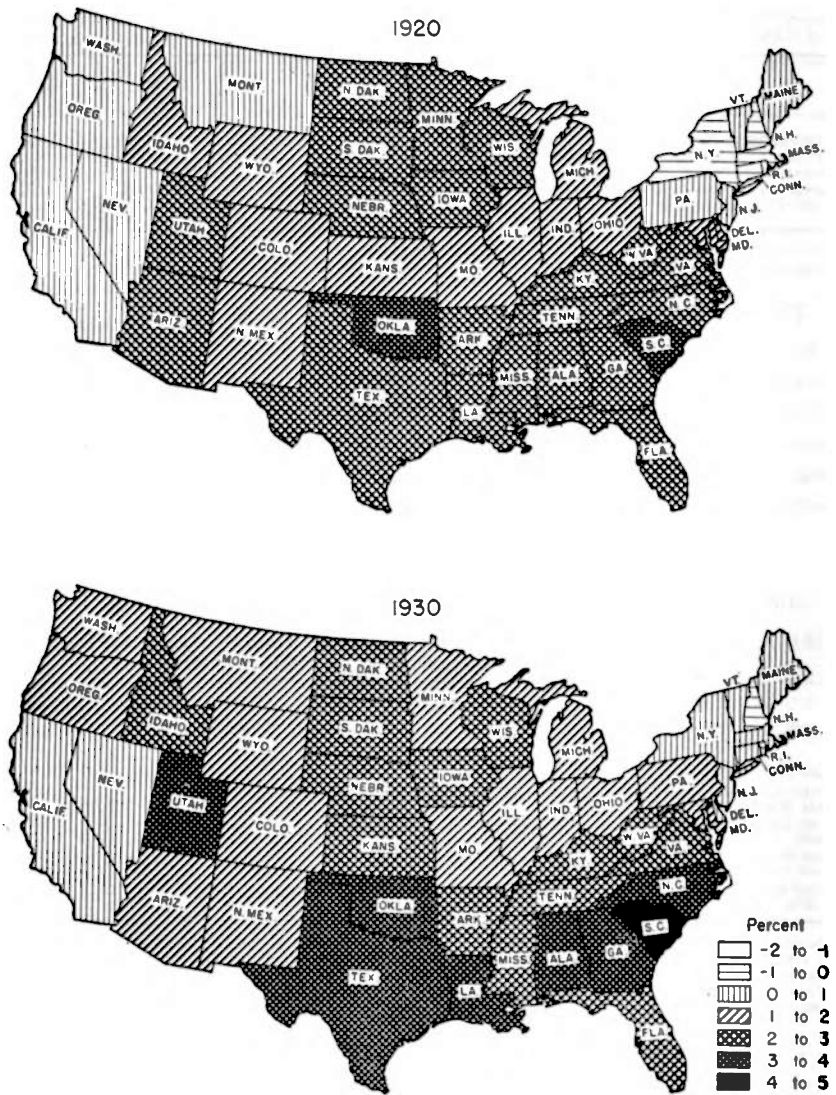 1920
WASH.
MONT.
N. DAK.
MINN.
VT.
MAINE
OREG.
IDAHO
S. DAK.
WIS.
N.H.
MASS.
N.Y.
WYO.
MICH.
R.I.
CONN.
NEBR.
IOWA
PA.
N.J.
NEV.
CALIF.
UTAH
COLO.
ILL.
IND.
OHIO
DEL.
MD.
KANS.
MO.
W. VA.
VA.
KY.
N.C.
ARIZ.
N. MEX.
OKLA.
ARK.
TENN.
S.C.
MISS.
ALA.
GA.
TEX.
LA.
FLA.
1930
WASH.
MONT.
N. DAK.
MINN.
VT.
MAINE
OREG.
IDAHO
S. DAK.
WIS.
N.H.
MASS.
N.Y.
WYO.
MICH.
R.I.
CONN.
NEBR.
IOWA
PA.
N.J.
NEV.
CALIF.
UTAH
COLO.
ILL.
IND.
OHIO
DEL.
MD.
KANS.
MO.
W. VA.
VA.
KY.
N.C.
ARIZ.
N. MEX.
OKLA.
ARK.
TENN.
S.C.
MISS.
ALA.
GA.
TEX.
LA.
FLA.
Percent
-2 to -1
-1 to 0
0 to 1
1 to 2
2 to 3
3 to 4
4 to 5